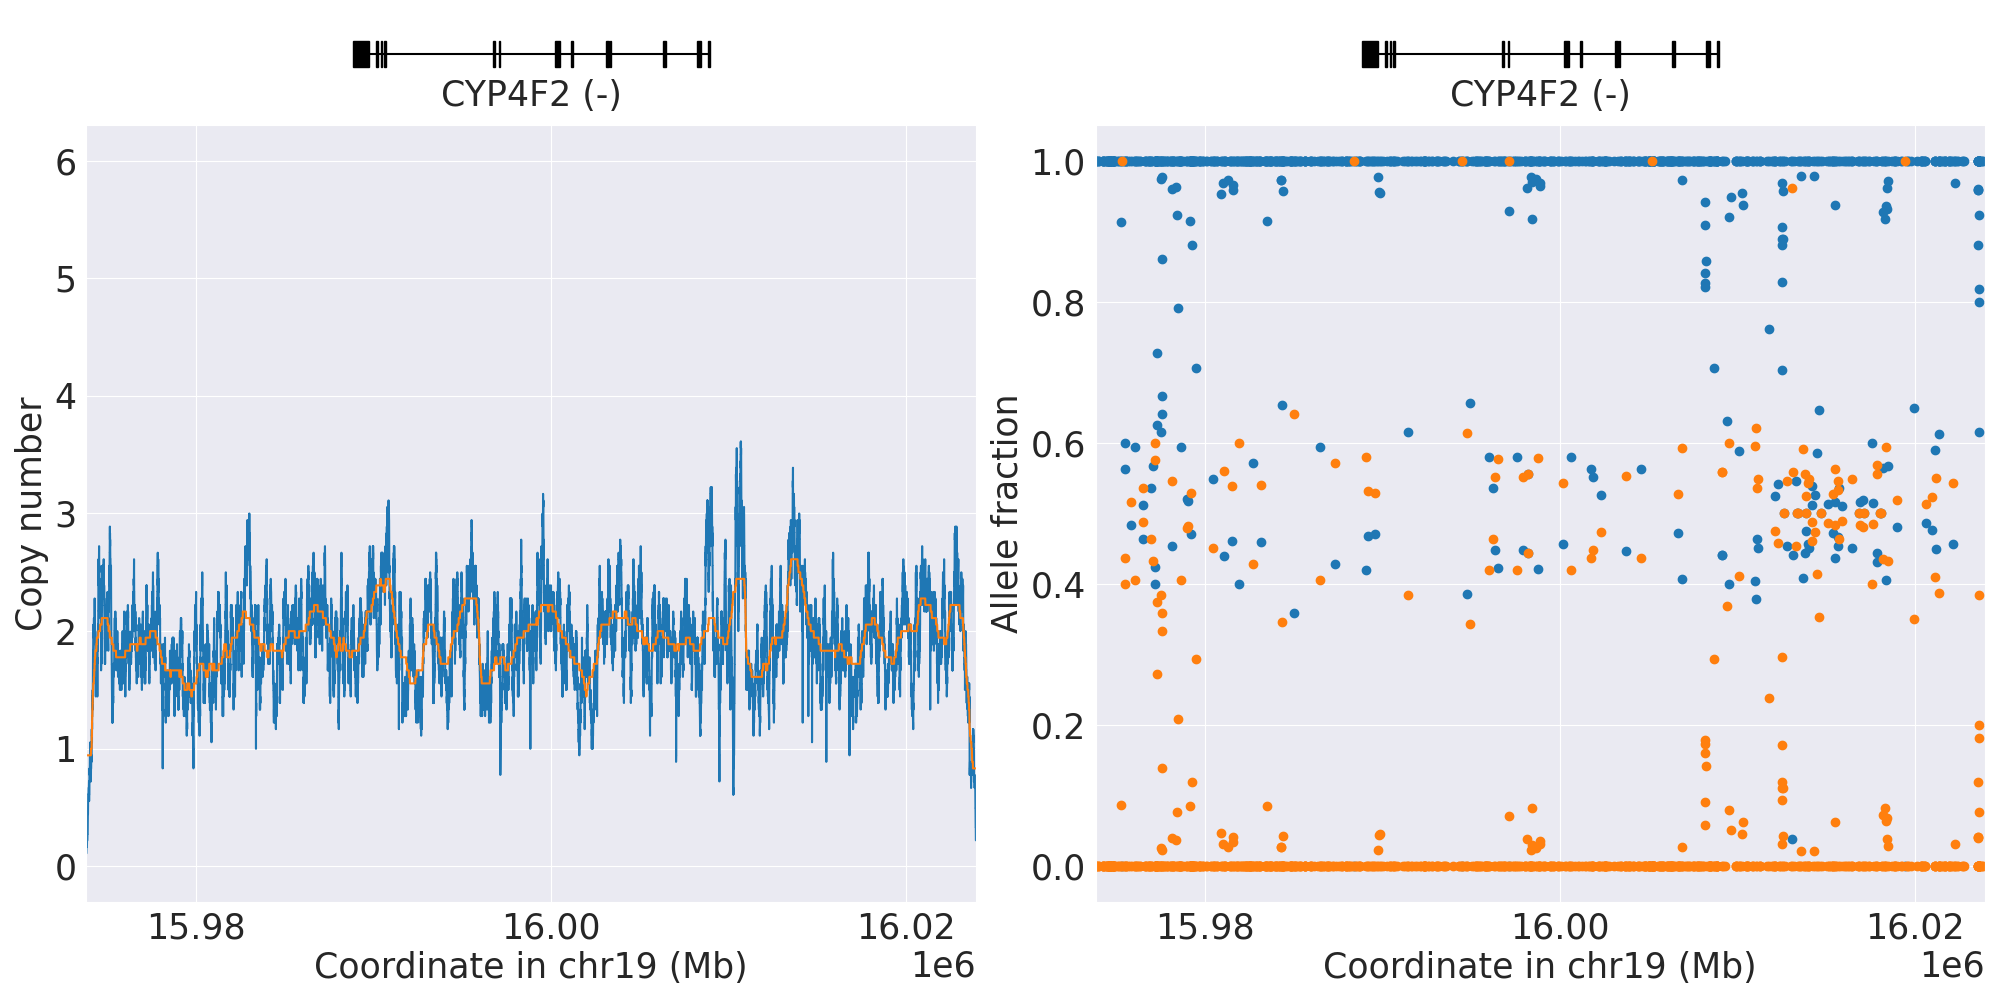 CYP4F2 (-)
6
5
4
3
2
1
0
Copy number
15.98
16.00
16.02
Coordinate in chr19 (Mb)
1e6
CYP4F2 (-)
1.0
0.8
0.6
0.4
0.2
0.0
Allele fraction
15.98
16.00
16.02
Coordinate in chr19 (Mb)
1e6